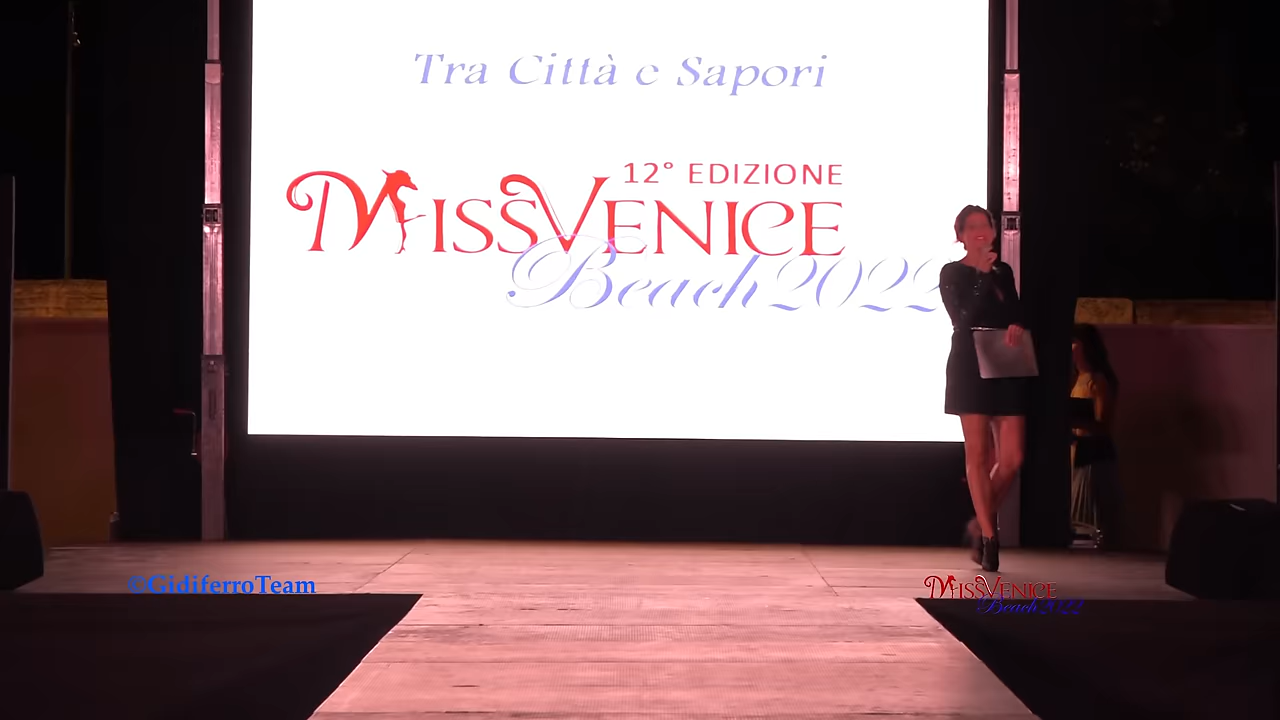 Tra Città e Sapori
12° EDIZIONE
MISSVENICE
Beach 2022
©GidiferroTeam
MISSVENICE
Beach 2022